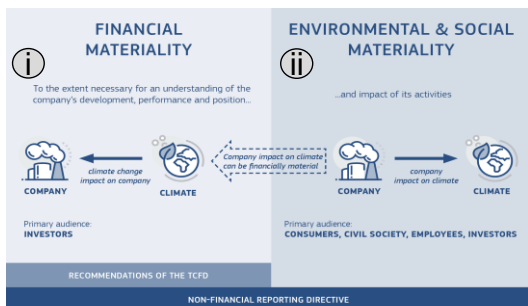 FINANCIAL
MATERIALITY
i
To the extent necessary for an understanding of the
company's development, performance and position...
climate change
impact on company
COMPANY
CLIMATE
Primary audience:
INVESTORS
Company impact on climate
can be financially material
ENVIRONMENTAL & SOCIAL
MATERIALITY
ii
...and impact of its activities
company
impact on climate
COMPANY
CLIMATE
Primary audience:
CONSUMERS, CIVIL SOCIETY, EMPLOYEES, INVESTORS
RECOMMENDATIONS OF THE TCFD
NON-FINANCIAL REPORTING DIRECTIVE